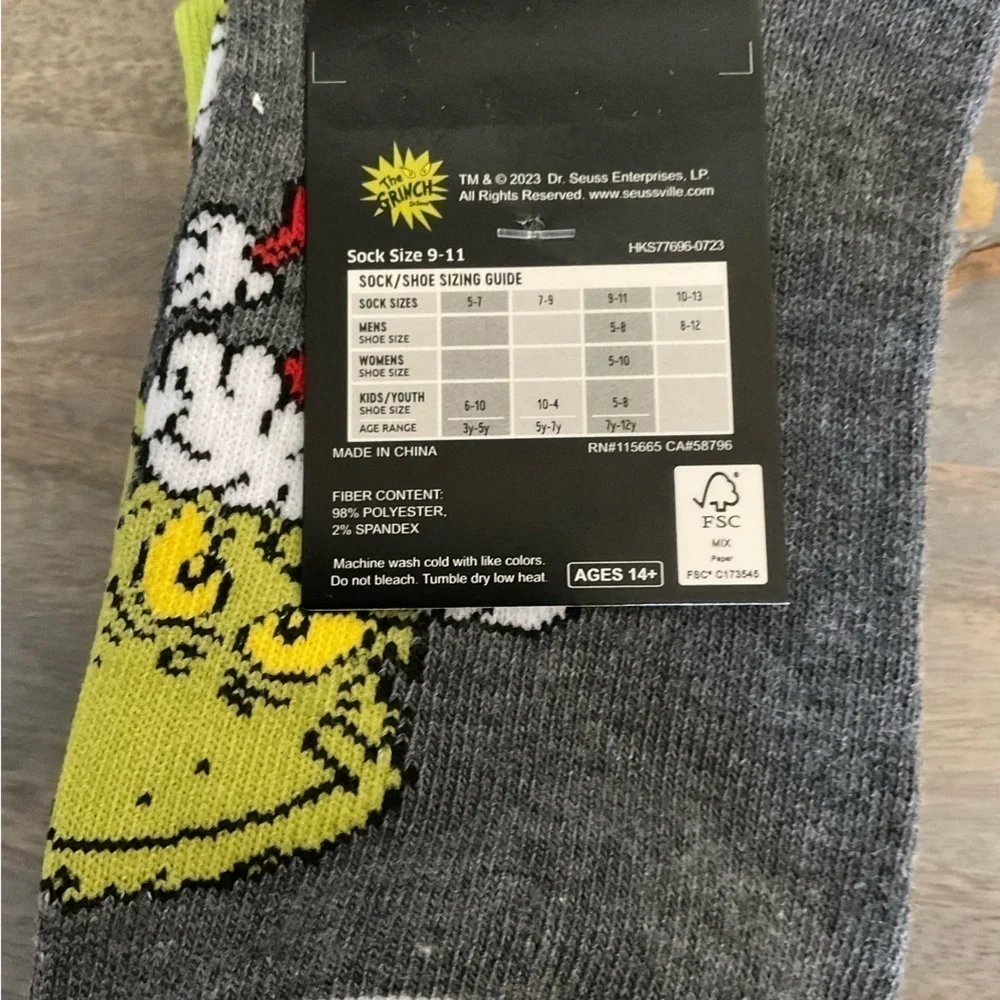 The
GRINCH
TM & © 2023 Dr. Seuss Enterprises, LP.
All Rights Reserved. www.seussville.com
Sock Size 9-11
HKS77696-0723
SOCK/SHOE SIZING GUIDE
SOCK SIZES 5-7 7-9 9-11 10-13
MENS
SHOE SIZE 5-8 8-12
WOMENS
SHOE SIZE 5-10
KIDS/YOUTH
SHOE SIZE 6-10 10-4 5-8
AGE RANGE 3y-5y 5y-7y 7y-12y
MADE IN CHINA
RN#115665 CA#58796
FIBER CONTENT:
98% POLYESTER,
2% SPANDEX
Machine wash cold with like colors.
Do not bleach. Tumble dry low heat.
AGES 14+
FSC
MIX
Paper
FSC® C173545